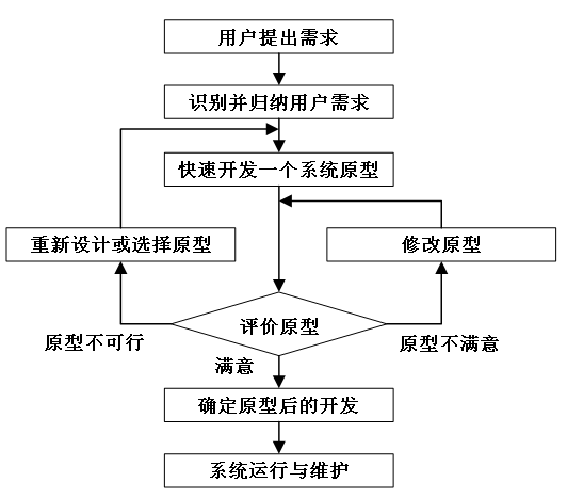 用户提出需求
识别并归纳用户需求
快速开发一个系统原型
重新设计或选择原型
修改原型
评价原型
原型不可行
原型不满意
满意
确定原型后的开发
系统运行与维护